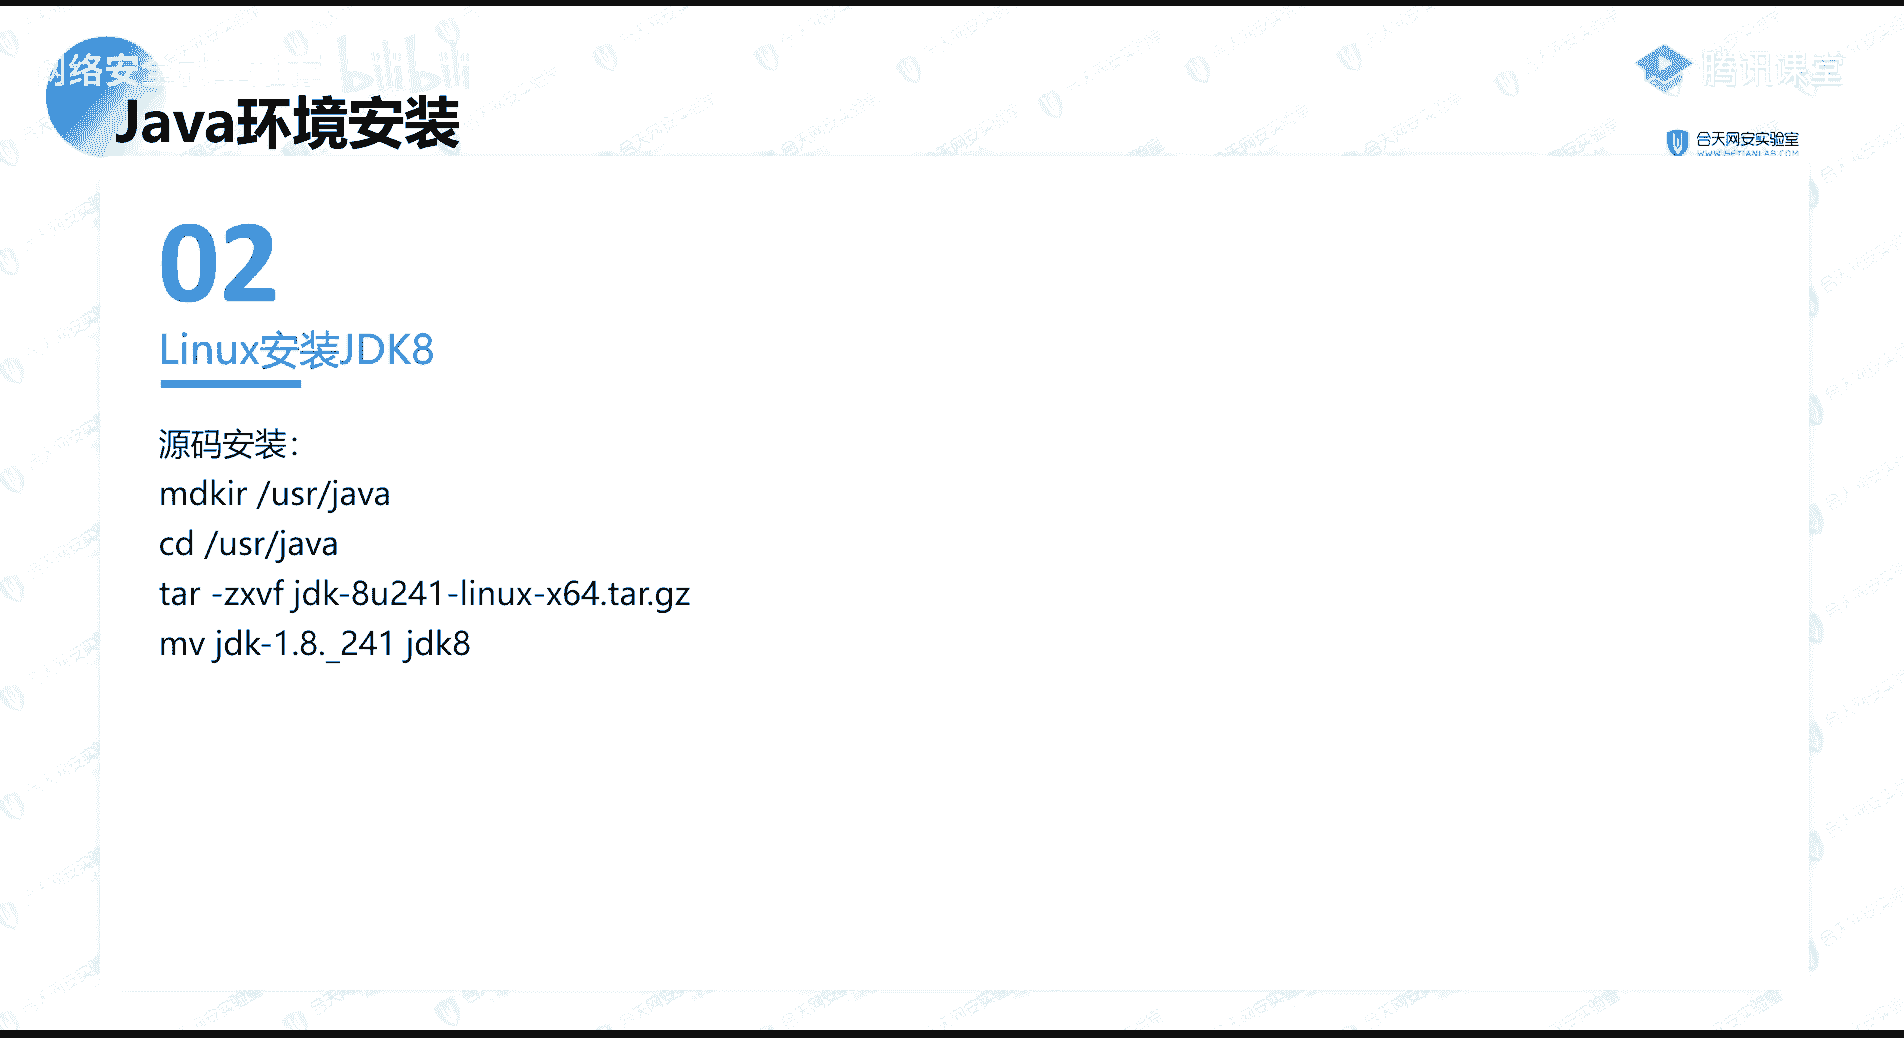 网络安
bilibili
腾讯课堂
Java环境安装
合天网安实验室
WWW.HETIANLAB.COM
02
Linux安装JDK8
源码安装：
mdkir /usr/java
cd /usr/java
tar -zxvf jdk-8u241-linux-x64.tar.gz
mv jdk-1.8._241 jdk8